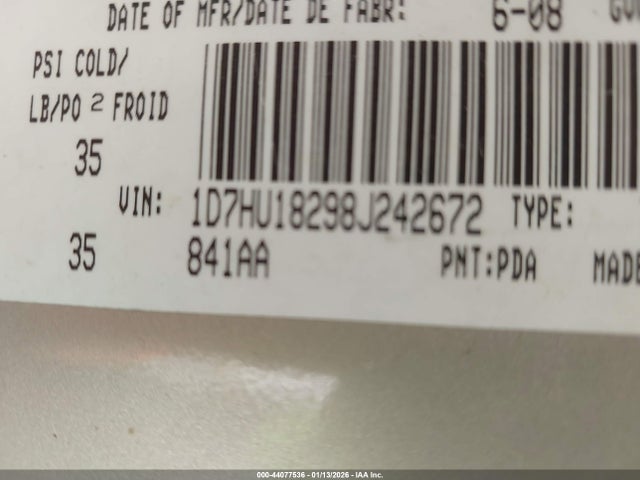 DATE OF MFR/DATE DE FABR: 6-08
PSI COLD/
LB/PO 2 FROID
35
VIN: 1D7HU18298J242672 TYPE:
35 841AA PNT:PDA MADE
000-44077536 - 01/13/2026 - IAA Inc.